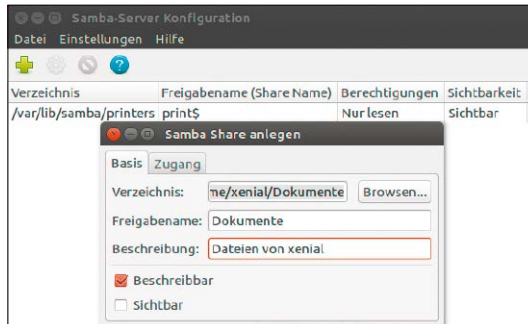 Samba-Server Konfiguration
Datei Einstellungen Hilfe
Verzeichnis Freigabename (Share Name) Berechtigungen Sichtbarkeit
/var/lib/samba/printers print$ Nur lesen Sichtbar
Samba Share anlegen
Basis Zugang
Verzeichnis: me/xenial/Dokumente Browsen...
Freigabename: Dokumente
Beschreibung: Dateien von xenial
Beschreibbar
Sichtbar